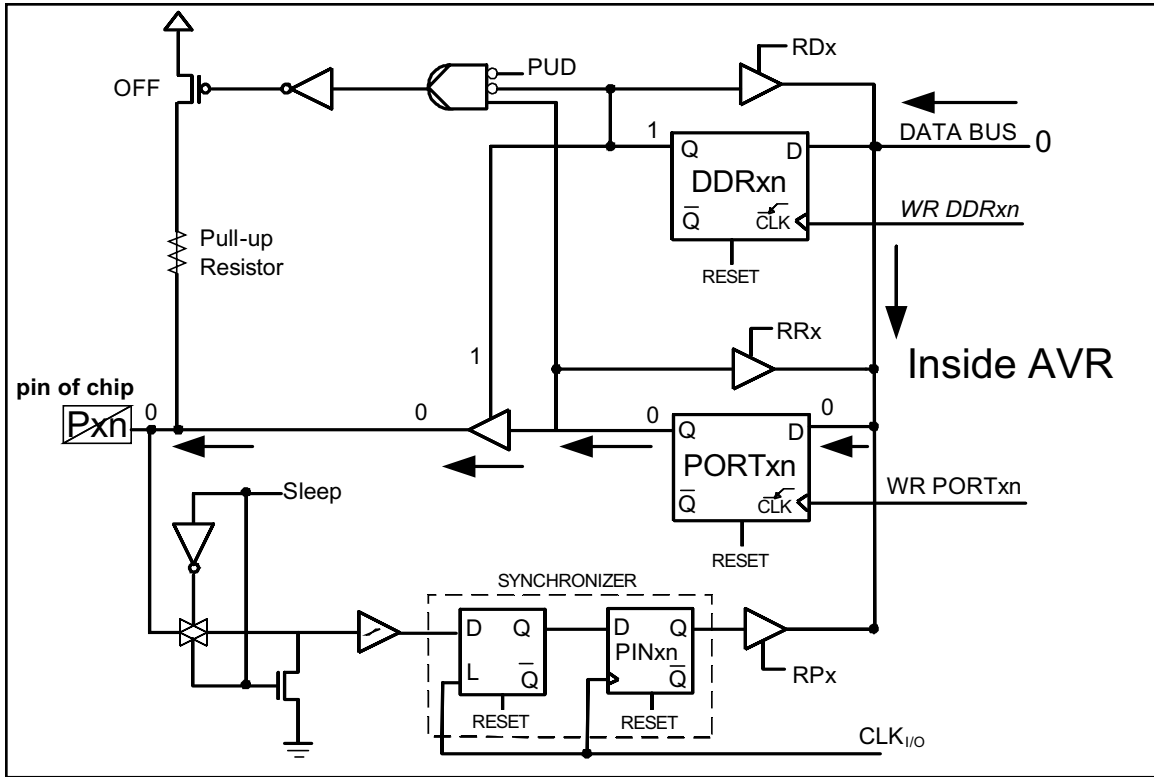 RDx
PUD
OFF
DATA BUS 0
1
Q D
DDRxn
Q̅ CLK
WR DDRxn
RESET
Pull-up
Resistor
RRx
1
Inside AVR
pin of chip
Pxn
0
0
0
0
Q D
PORTxn
Q̅ CLK
WR PORTxn
RESET
Sleep
SYNCHRONIZER
D Q
L Q̅
RESET
D Q
PINxn
Q̅
RESET
RPx
CLKI/O